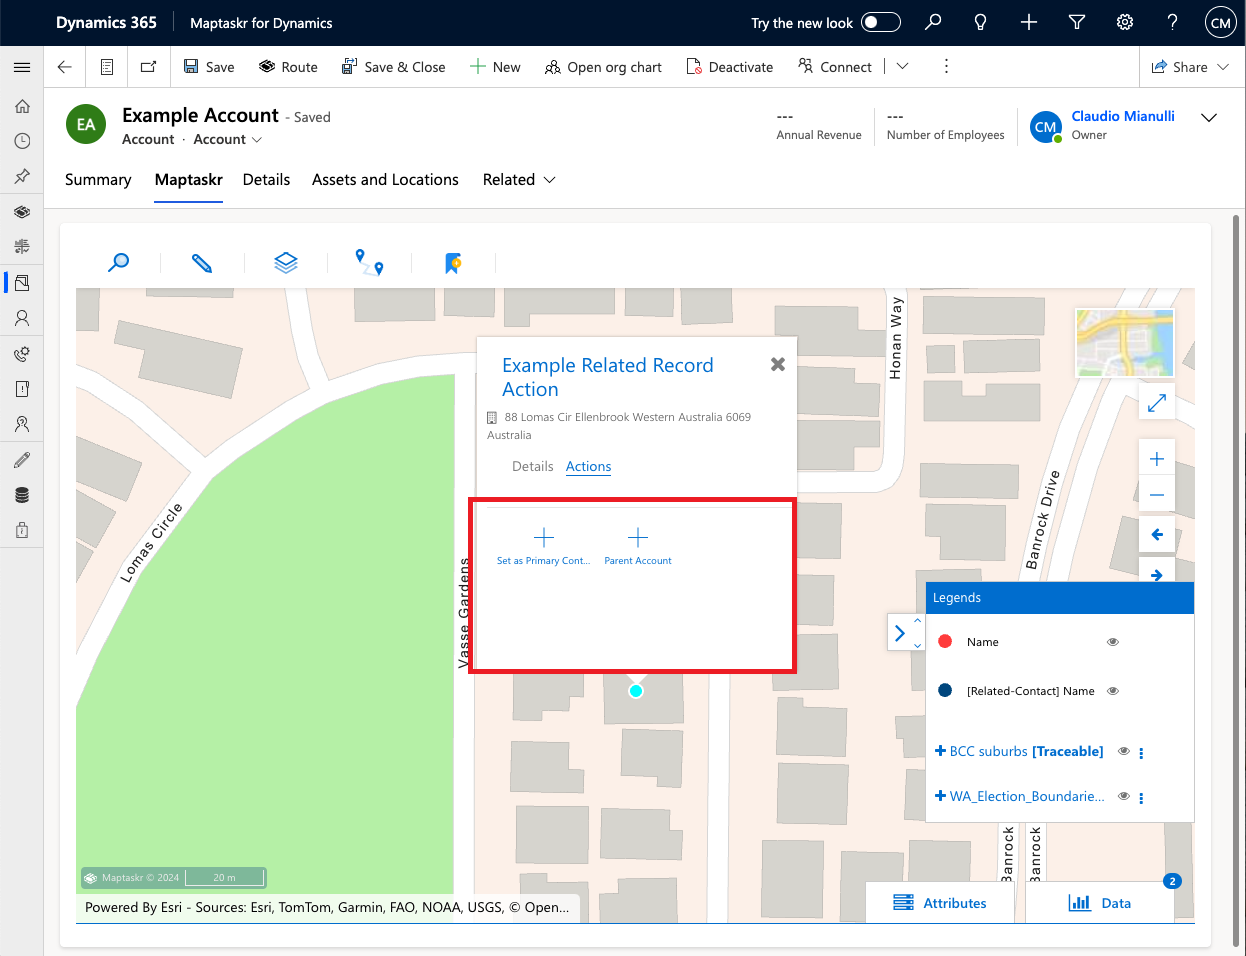 Dynamics 365
Maptaskr for Dynamics
Try the new look
CM
Save
Route
Save & Close
New
Open org chart
Deactivate
Connect
Share
EA
Example Account - Saved
Account · Account
---
Annual Revenue
---
Number of Employees
CM
Claudio Mianulli
Owner
Summary
Maptaskr
Details
Assets and Locations
Related
Honan Way
Example Related Record
Action
88 Lomas Cir Ellenbrook Western Australia 6069
Australia
Details
Actions
Set as Primary Cont...
Parent Account
Lomas Circle
Vasse Gardens
Banrock Drive
Legends
Name
[Related-Contact] Name
BCC suburbs [Traceable]
WA_Election_Boundarie...
Banrock
Banrock
Maptaskr © 2024
20 m
Powered By Esri - Sources: Esri, TomTom, Garmin, FAO, NOAA, USGS, © Open...
Attributes
Data
2